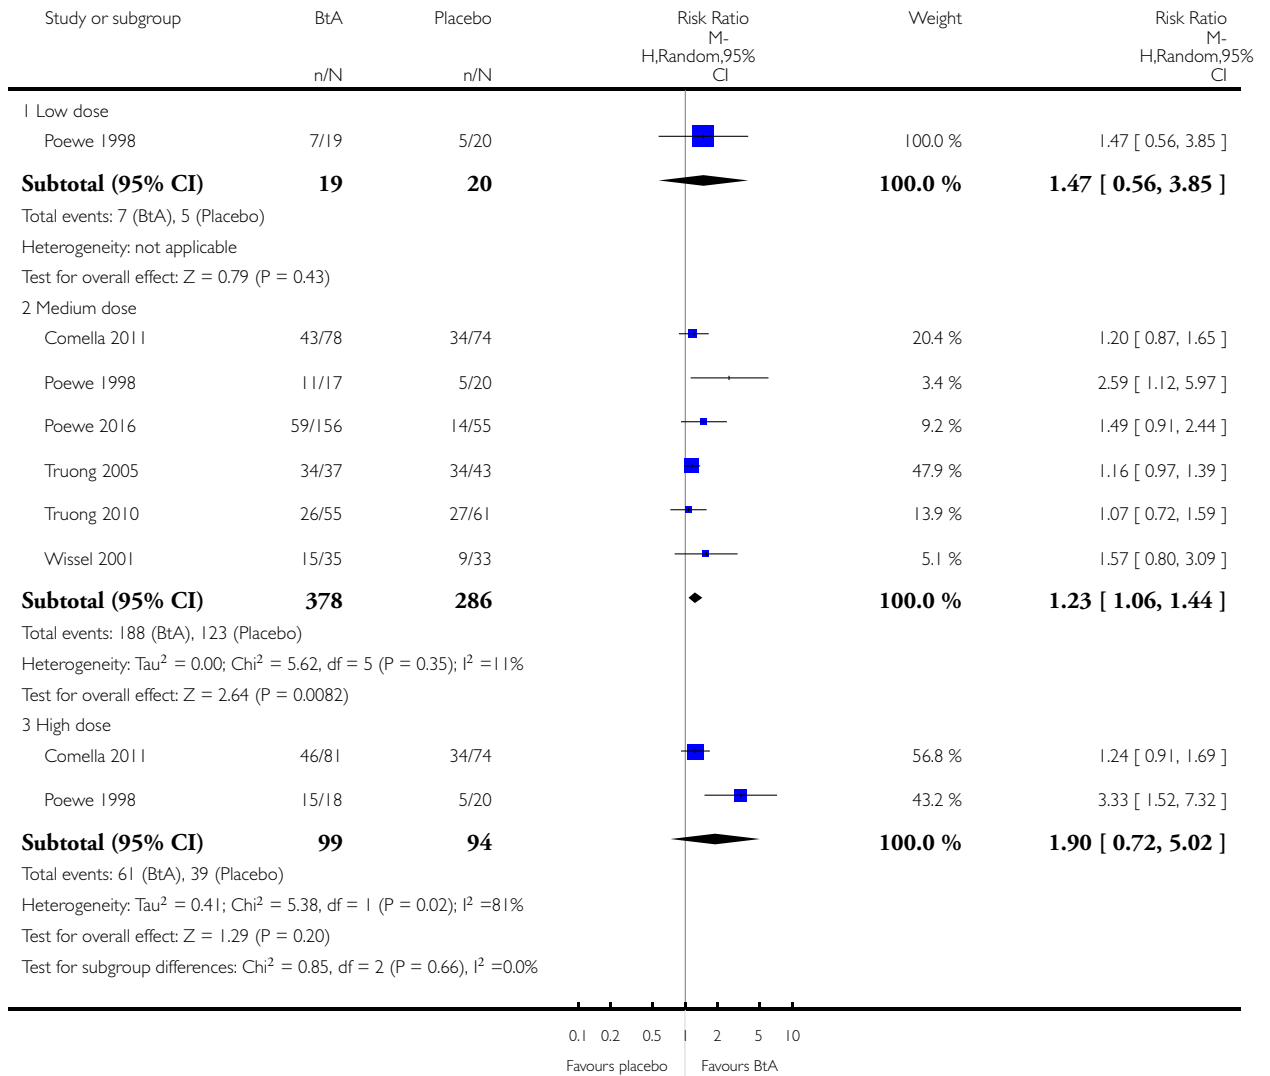 Study or subgroup BtA Placebo Risk Ratio Weight Risk Ratio
M- M-
H,Random,95% H,Random,95%
n/N n/N CI CI
1 Low dose
Poewe 1998 7/19 5/20 100.0 % 1.47 [ 0.56, 3.85 ]
Subtotal (95% CI) 19 20 100.0 % 1.47 [ 0.56, 3.85 ]
Total events: 7 (BtA), 5 (Placebo)
Heterogeneity: not applicable
Test for overall effect: Z = 0.79 (P = 0.43)
2 Medium dose
Comella 2011 43/78 34/74 20.4 % 1.20 [ 0.87, 1.65 ]
Poewe 1998 11/17 5/20 3.4 % 2.59 [ 1.12, 5.97 ]
Poewe 2016 59/156 14/55 9.2 % 1.49 [ 0.91, 2.44 ]
Truong 2005 34/37 34/43 47.9 % 1.16 [ 0.97, 1.39 ]
Truong 2010 26/55 27/61 13.9 % 1.07 [ 0.72, 1.59 ]
Wissel 2001 15/35 9/33 5.1 % 1.57 [ 0.80, 3.09 ]
Subtotal (95% CI) 378 286 100.0 % 1.23 [ 1.06, 1.44 ]
Total events: 188 (BtA), 123 (Placebo)
Heterogeneity: Tau² = 0.00; Chi² = 5.62, df = 5 (P = 0.35); I² =11%
Test for overall effect: Z = 2.64 (P = 0.0082)
3 High dose
Comella 2011 46/81 34/74 56.8 % 1.24 [ 0.91, 1.69 ]
Poewe 1998 15/18 5/20 43.2 % 3.33 [ 1.52, 7.32 ]
Subtotal (95% CI) 99 94 100.0 % 1.90 [ 0.72, 5.02 ]
Total events: 61 (BtA), 39 (Placebo)
Heterogeneity: Tau² = 0.41; Chi² = 5.38, df = 1 (P = 0.02); I² =81%
Test for overall effect: Z = 1.29 (P = 0.20)
Test for subgroup differences: Chi² = 0.85, df = 2 (P = 0.66), I² =0.0%
0.1 0.2 0.5 1 2 5 10
Favours placebo Favours BtA